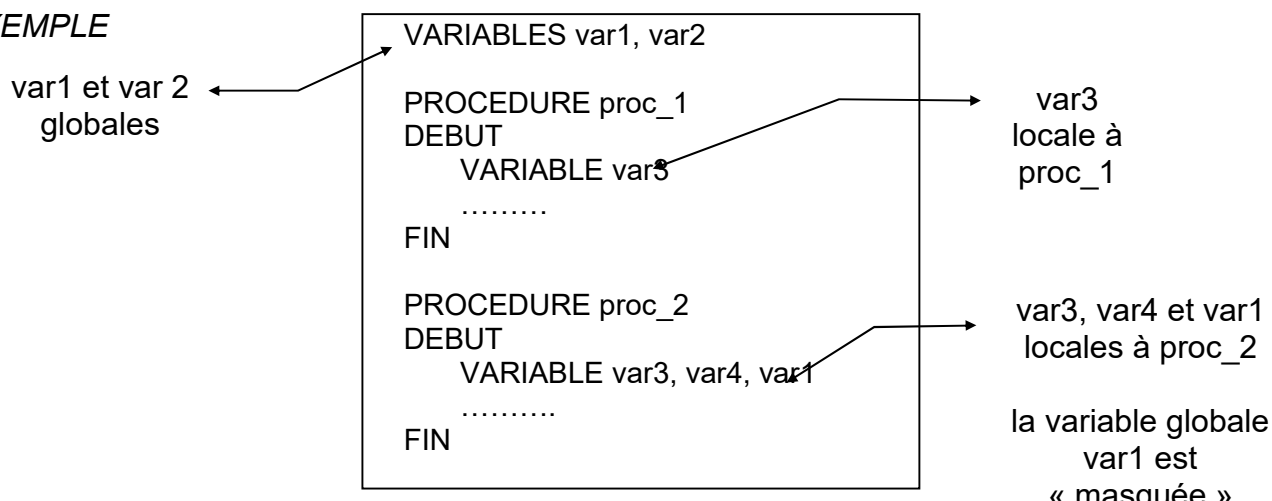 EMPLE
var1 et var 2
globales
VARIABLES var1, var2
PROCEDURE proc_1
DEBUT
VARIABLE var3
………
FIN
PROCEDURE proc_2
DEBUT
VARIABLE var3, var4, var1
……….
FIN
var3
locale à
proc_1
var3, var4 et var1
locales à proc_2
la variable globale
var1 est
« masquée »